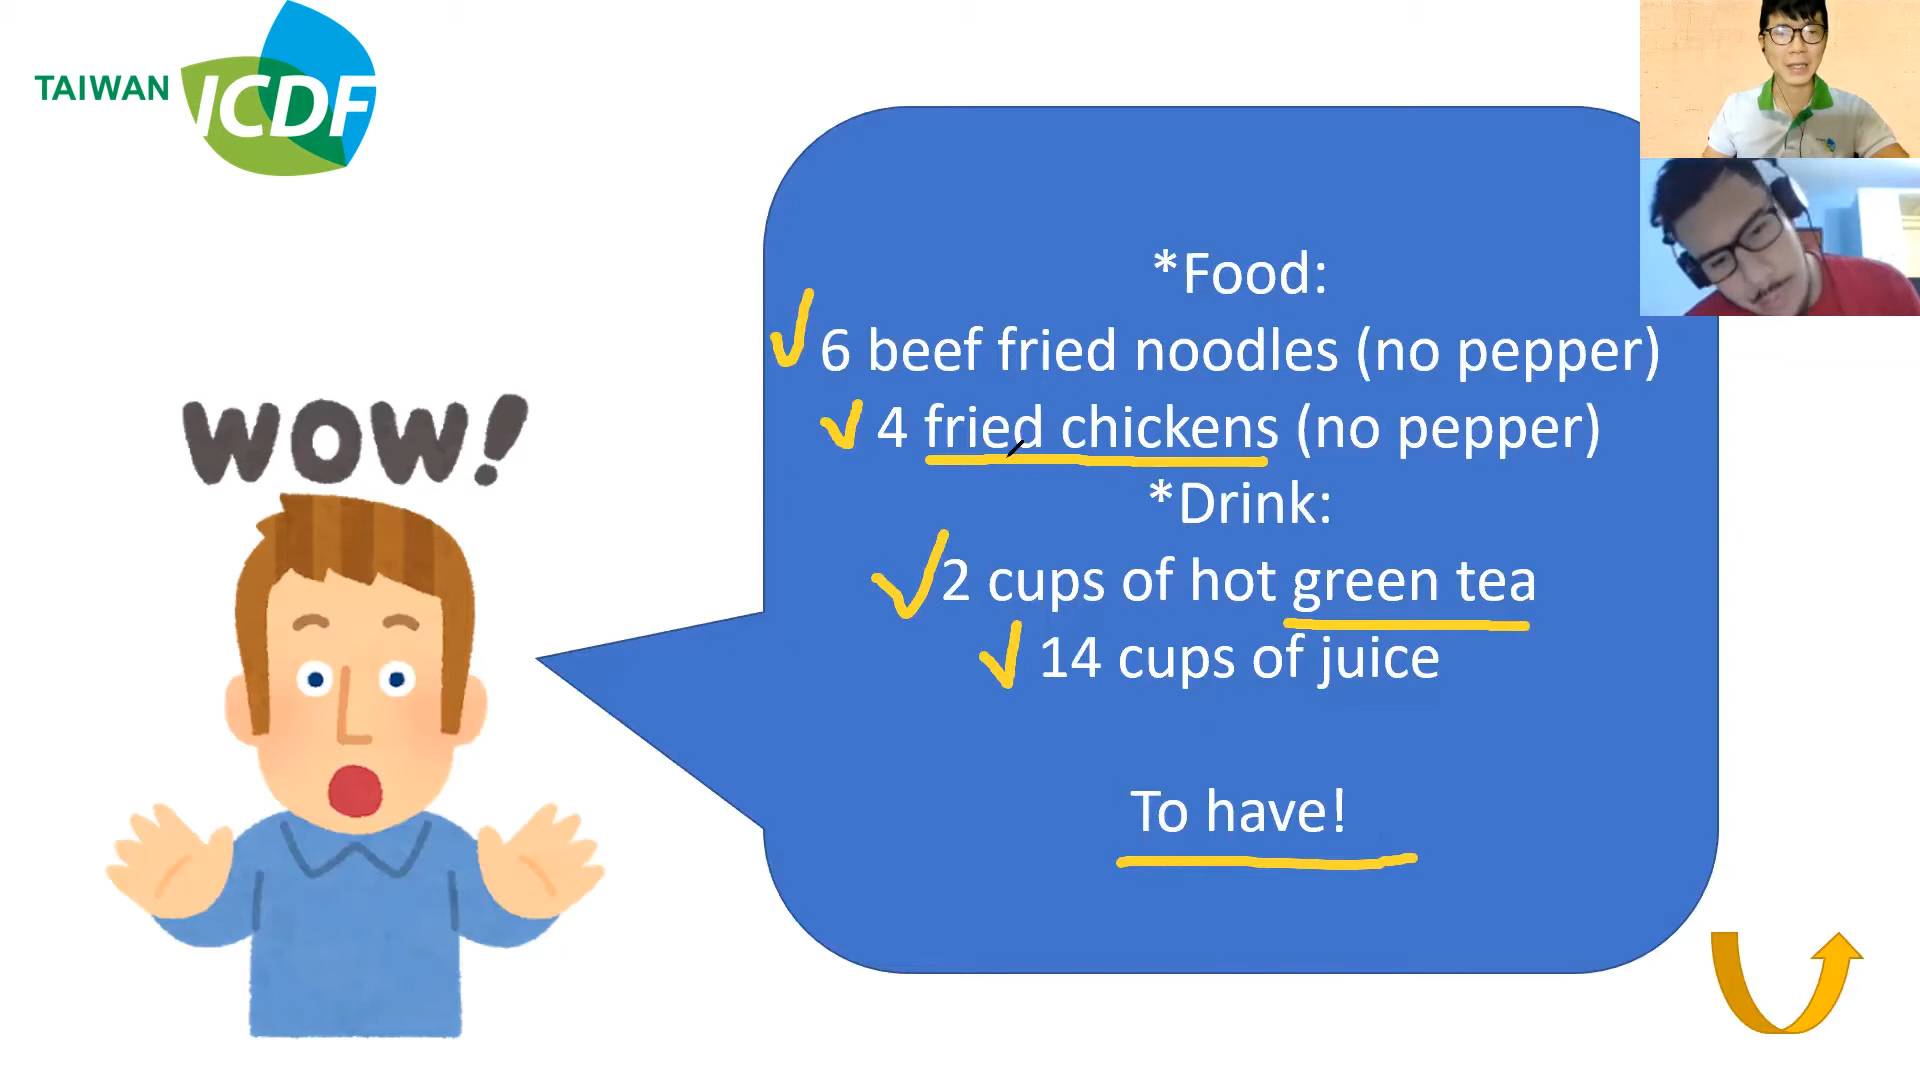 TAIWAN ICDF
*Food:
6 beef fried noodles (no pepper)
4 fried chickens (no pepper)
*Drink:
2 cups of hot green tea
14 cups of juice
To have!
WOW!